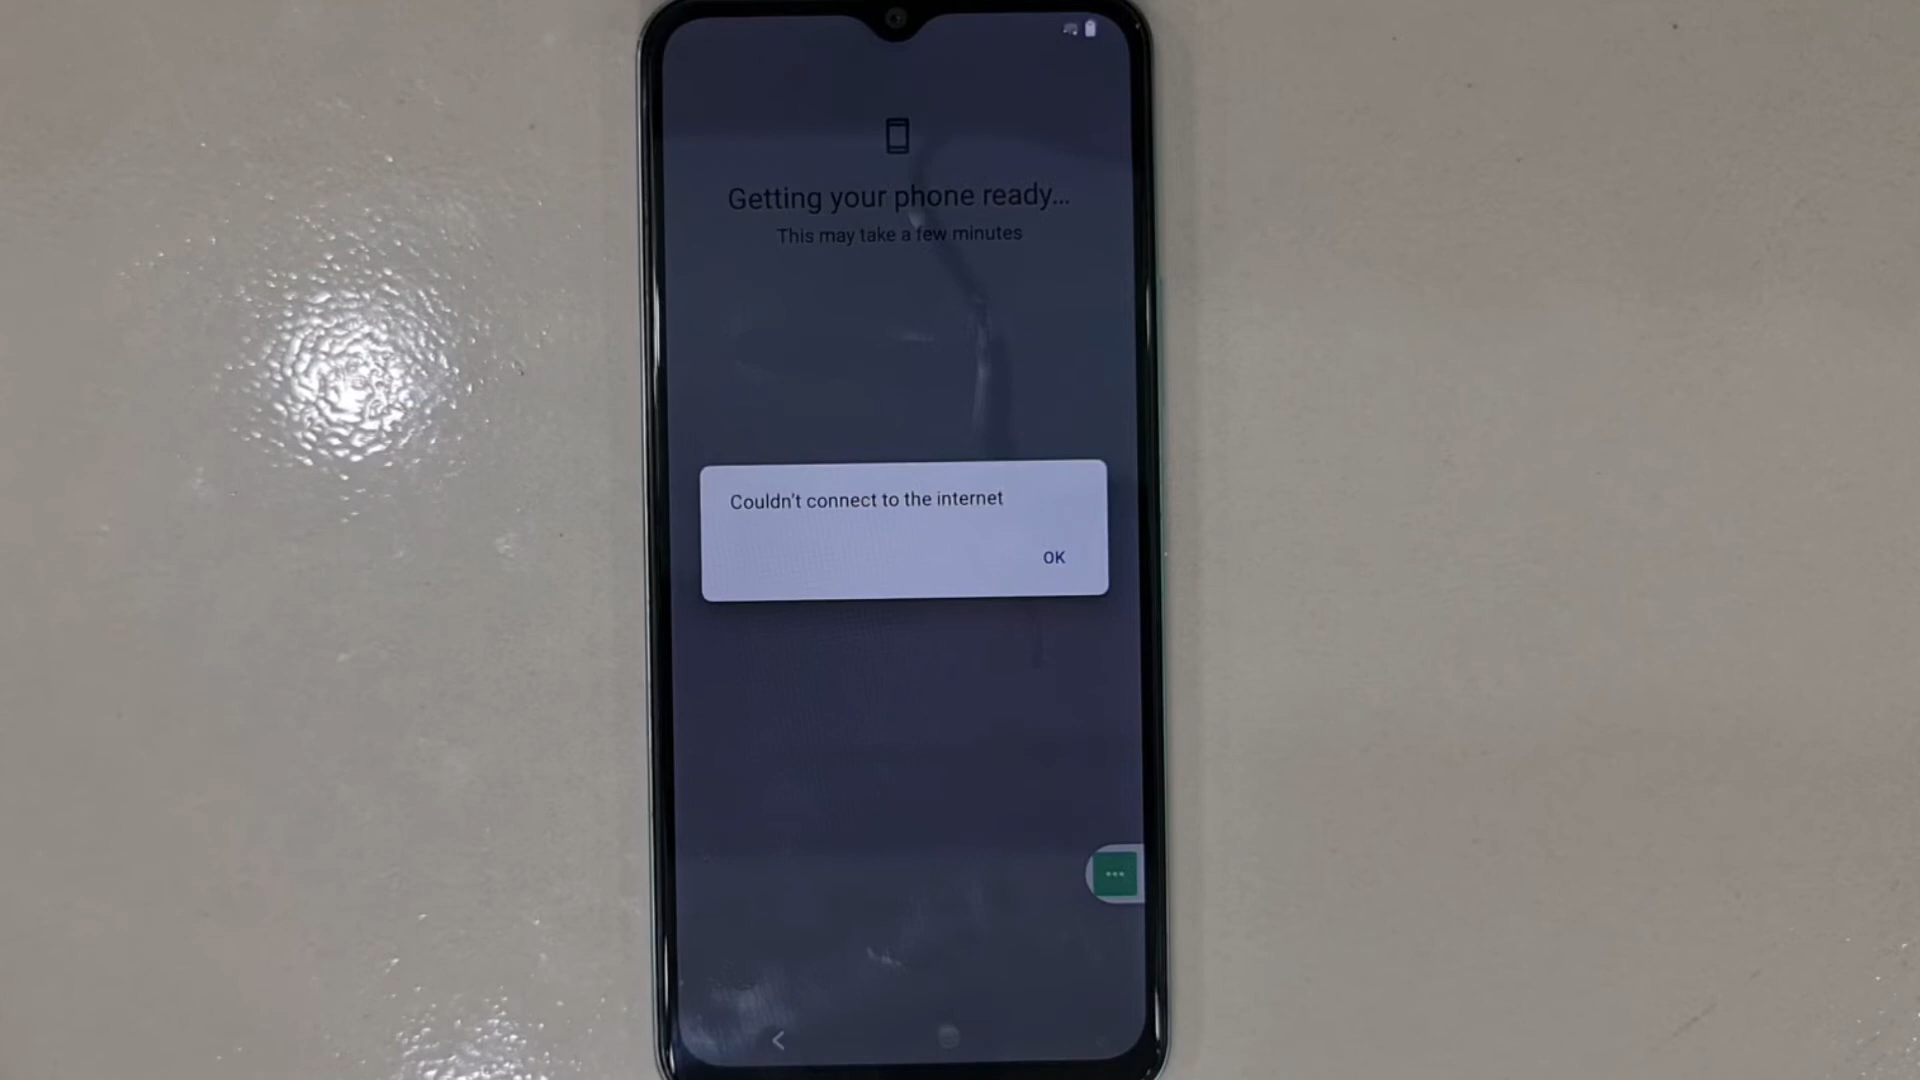 Getting your phone ready...
This may take a few minutes
Couldn't connect to the internet
OK